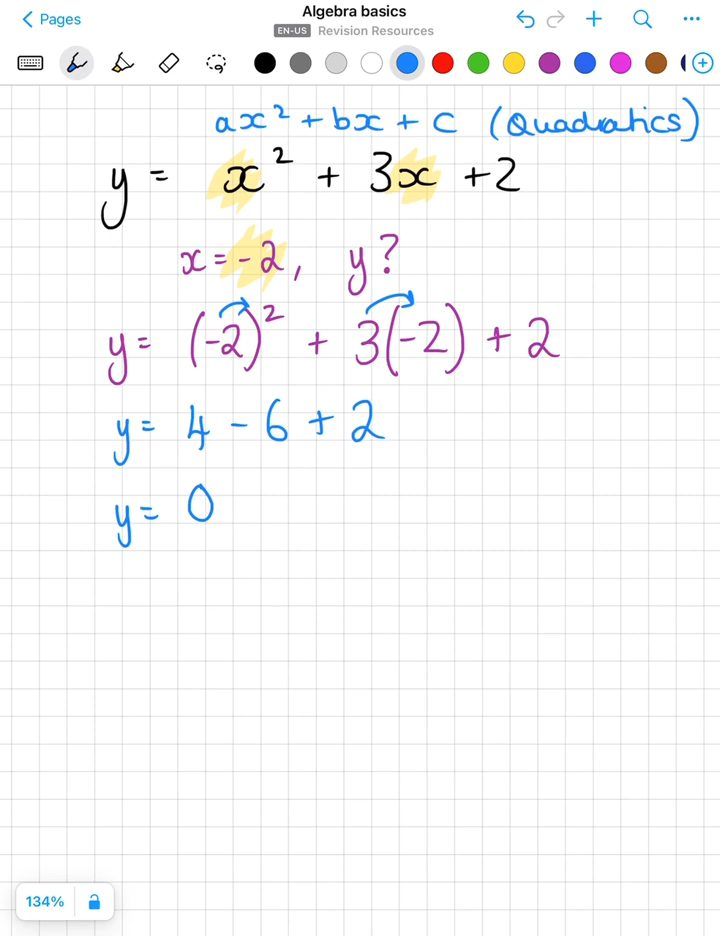 Pages
Algebra basics
EN-US Revision Resources
ax² + bx + c (Quadratics)
y = x² + 3x + 2
x = -2, y?
y = (-2)² + 3(-2) + 2
y = 4 - 6 + 2
y = 0
134%